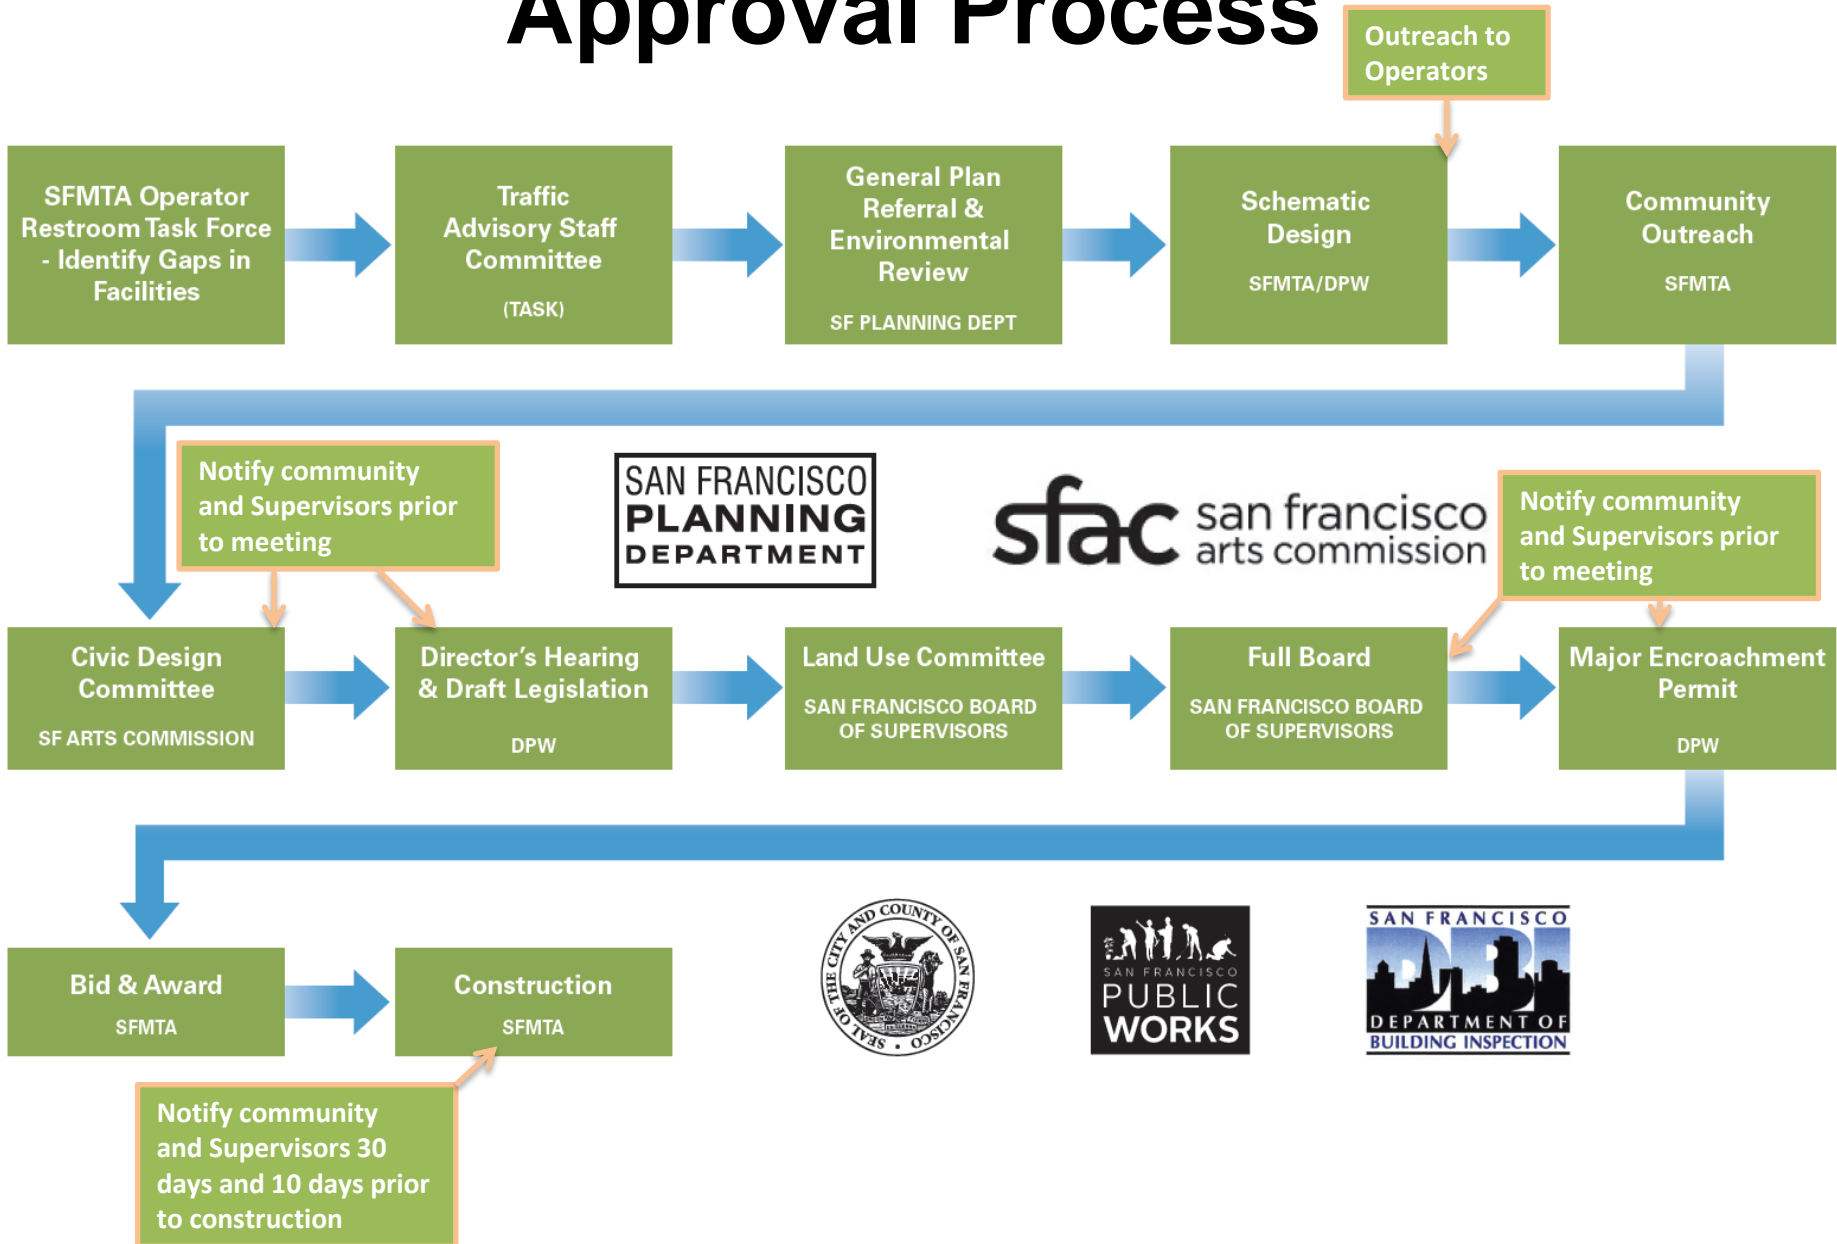 Approval Process
Outreach to
Operators
SFMTA Operator
Restroom Task Force
- Identify Gaps in
Facilities
Traffic
Advisory Staff
Committee
(TASK)
General Plan
Referral &
Environmental
Review
SF PLANNING DEPT
Schematic
Design
SFMTA/DPW
Community
Outreach
SFMTA
Notify community
and Supervisors prior
to meeting
SAN FRANCISCO
PLANNING
DEPARTMENT
sfac san francisco
arts commission
Notify community
and Supervisors prior
to meeting
Civic Design
Committee
SF ARTS COMMISSION
Director's Hearing
& Draft Legislation
DPW
Land Use Committee
SAN FRANCISCO BOARD
OF SUPERVISORS
Full Board
SAN FRANCISCO BOARD
OF SUPERVISORS
Major Encroachment
Permit
DPW
Bid & Award
SFMTA
Construction
SFMTA
SEAL OF THE CITY AND COUNTY OF SAN FRANCISCO
SAN FRANCISCO
PUBLIC
WORKS
SAN FRANCISCO
DBI
DEPARTMENT OF
BUILDING INSPECTION
Notify community
and Supervisors 30
days and 10 days prior
to construction